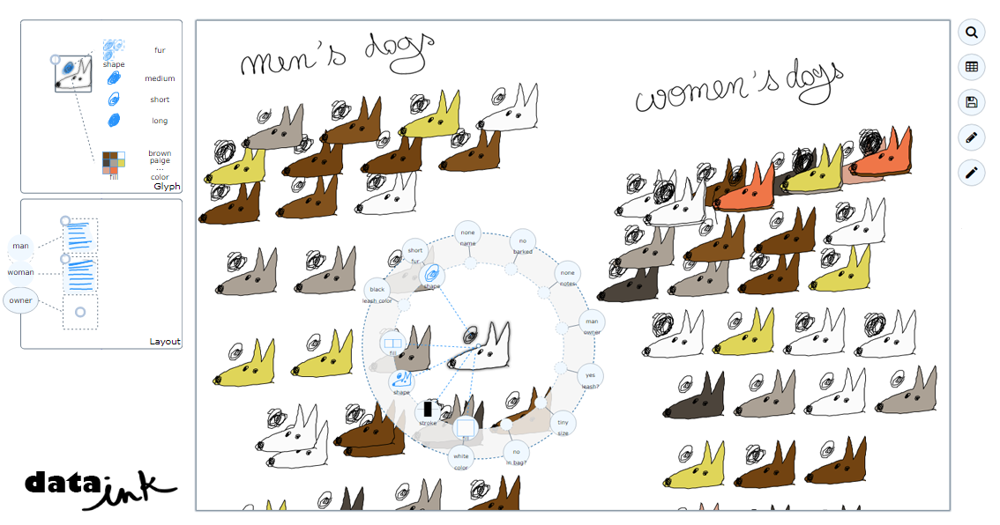 fur
shape
medium
short
long
brown
paige
...
color
fill
Glyph
man
woman
owner
Layout
data ink
men's dogs
women's dogs
none
name
no
barked
short
fur
shape
none
notes
black
leash color
man
owner
fill
yes
leash?
shape
stroke
tiny
size
fill
white
color
no
in bag?